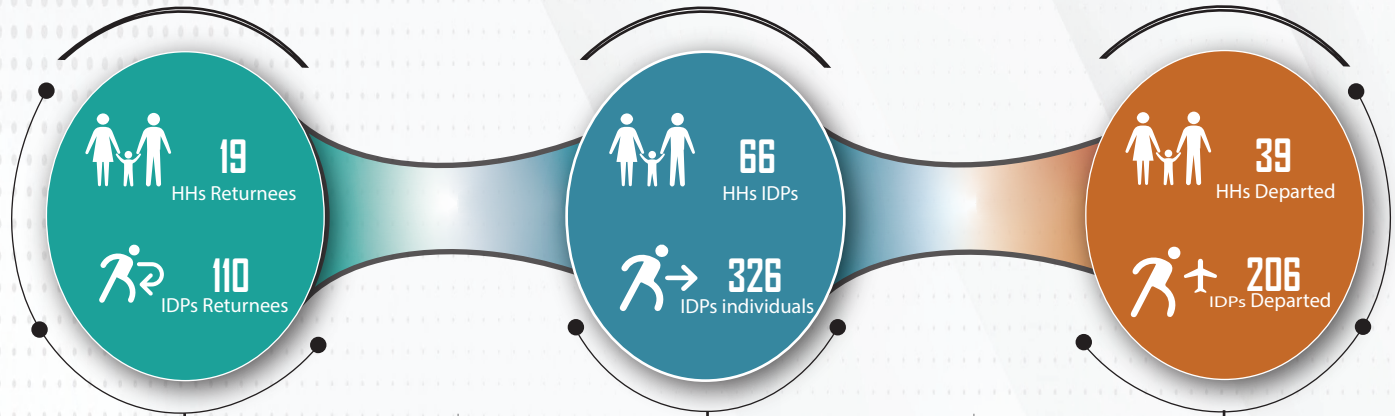 19
HHs Returnees
110
IDPs Returnees
66
HHs IDPs
326
IDPs individuals
39
HHs Departed
206
IDPs Departed